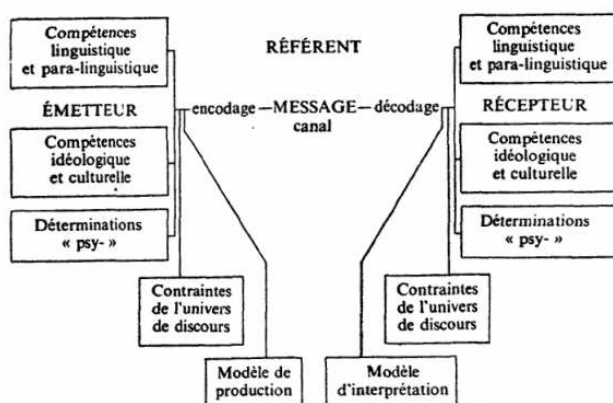 Compétences
linguistique
et para-linguistique
RÉFÉRENT
Compétences
linguistique
et para-linguistique
ÉMETTEUR
encodage — MESSAGE — décodage
canal
RÉCEPTEUR
Compétences
idéologique
et culturelle
Compétences
idéologique
et culturelle
Déterminations
« psy- »
Déterminations
« psy- »
Contraintes
de l'univers
de discours
Contraintes
de l'univers
de discours
Modèle de
production
Modèle
d'interprétation